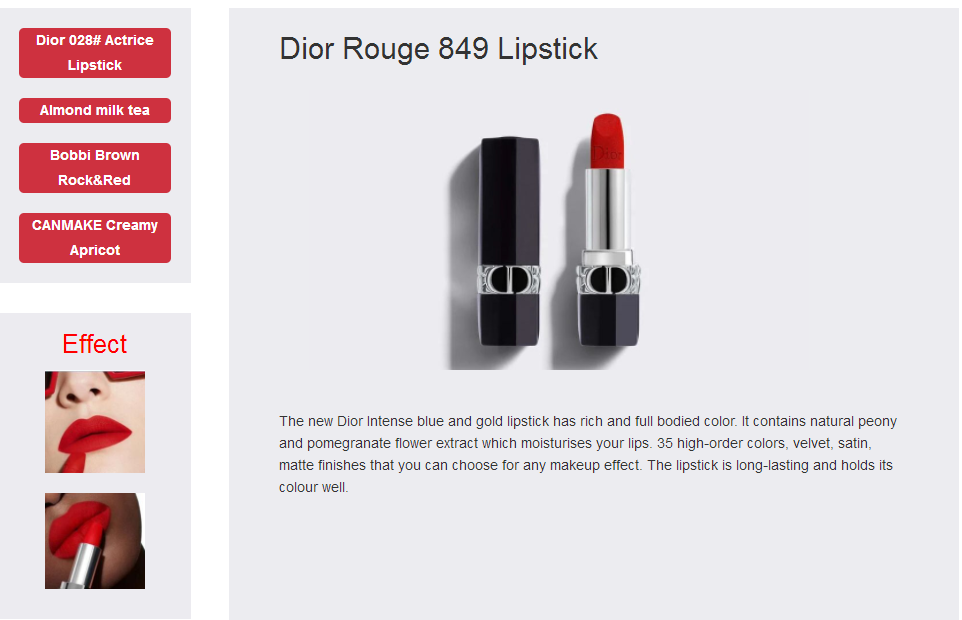 Dior 028# Actrice
Lipstick
Almond milk tea
Bobbi Brown
Rock&Red
CANMAKE Creamy
Apricot
Effect
Dior Rouge 849 Lipstick
Dior
The new Dior Intense blue and gold lipstick has rich and full bodied color. It contains natural peony
and pomegranate flower extract which moisturises your lips. 35 high-order colors, velvet, satin,
matte finishes that you can choose for any makeup effect. The lipstick is long-lasting and holds its
colour well.